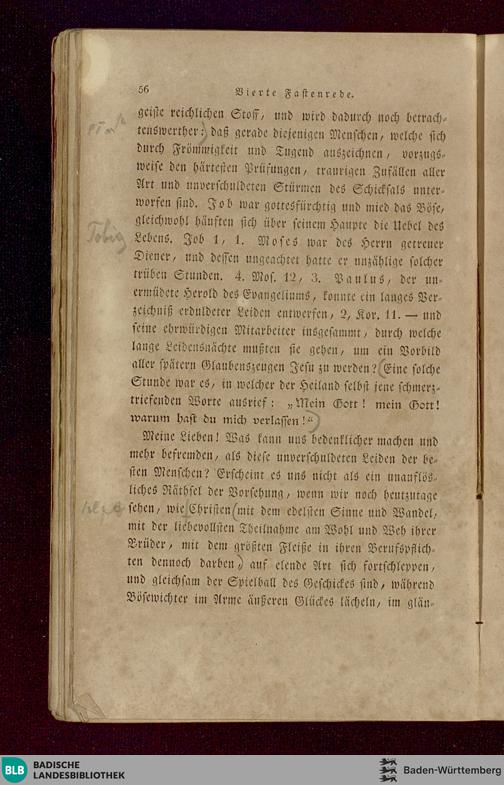 56 Vierte Fastenrede.
geiste reichlichen Stoff, und wird dadurch noch betrach-
tenswerther: daß gerade diejenigen Menschen, welche sich
durch Frömmigkeit und Tugend auszeichnen, vorzugs-
weise den härtesten Prüfungen, traurigen Zufällen aller
Art und unverschuldeten Stürmen des Schicksals unter-
worfen sind. Job war gottesfürchtig und mied das Böse,
gleichwohl häuften sich über seinem Haupte die Uebel des
Tobias
Lebens. Job 1, 1. Moses war des Herrn getreuer
Diener, und dessen ungeachtet hatte er unzählige solcher
trüben Stunden. 4. Mos. 12, 3. Paulus, der un-
ermüdete Herold des Evangeliums, konnte ein langes Ver-
zeichniß erduldeter Leiden entwerfen, 2, Kor. 11. — und
seine ehrwürdigen Mitarbeiter insgesammt, durch welche
lange Leidensnächte mußten sie gehen, um ein Vorbild
aller spätern Glaubenszeugen Jesu zu werden? (Eine solche
Stunde war es, in welcher der Heiland selbst jene schmerz-
triefenden Worte ausrief: „Mein Gott! mein Gott!
warum hast du mich verlassen!“)
Meine Lieben! Was kann uns bedenklicher machen und
mehr befremden, als diese unverschuldeten Leiden der be-
sten Menschen? Erscheint es uns nicht als ein unauflös-
liches Räthsel der Vorsehung, wenn wir noch heutzutage
sehen, wie Christen (mit dem edelsten Sinne und Wandel,
mit der liebevollsten Theilnahme am Wohl und Weh ihrer
Brüder, mit dem größten Fleiße in ihren Berufspflich-
ten dennoch darben,) auf elende Art sich fortschleppen,
und gleichsam der Spielball des Geschickes sind, während
Bösewichter im Arme äußeren Glückes lächeln, im glän-
BLB BADISCHE
LANDESBIBLIOTHEK
Baden-Württemberg